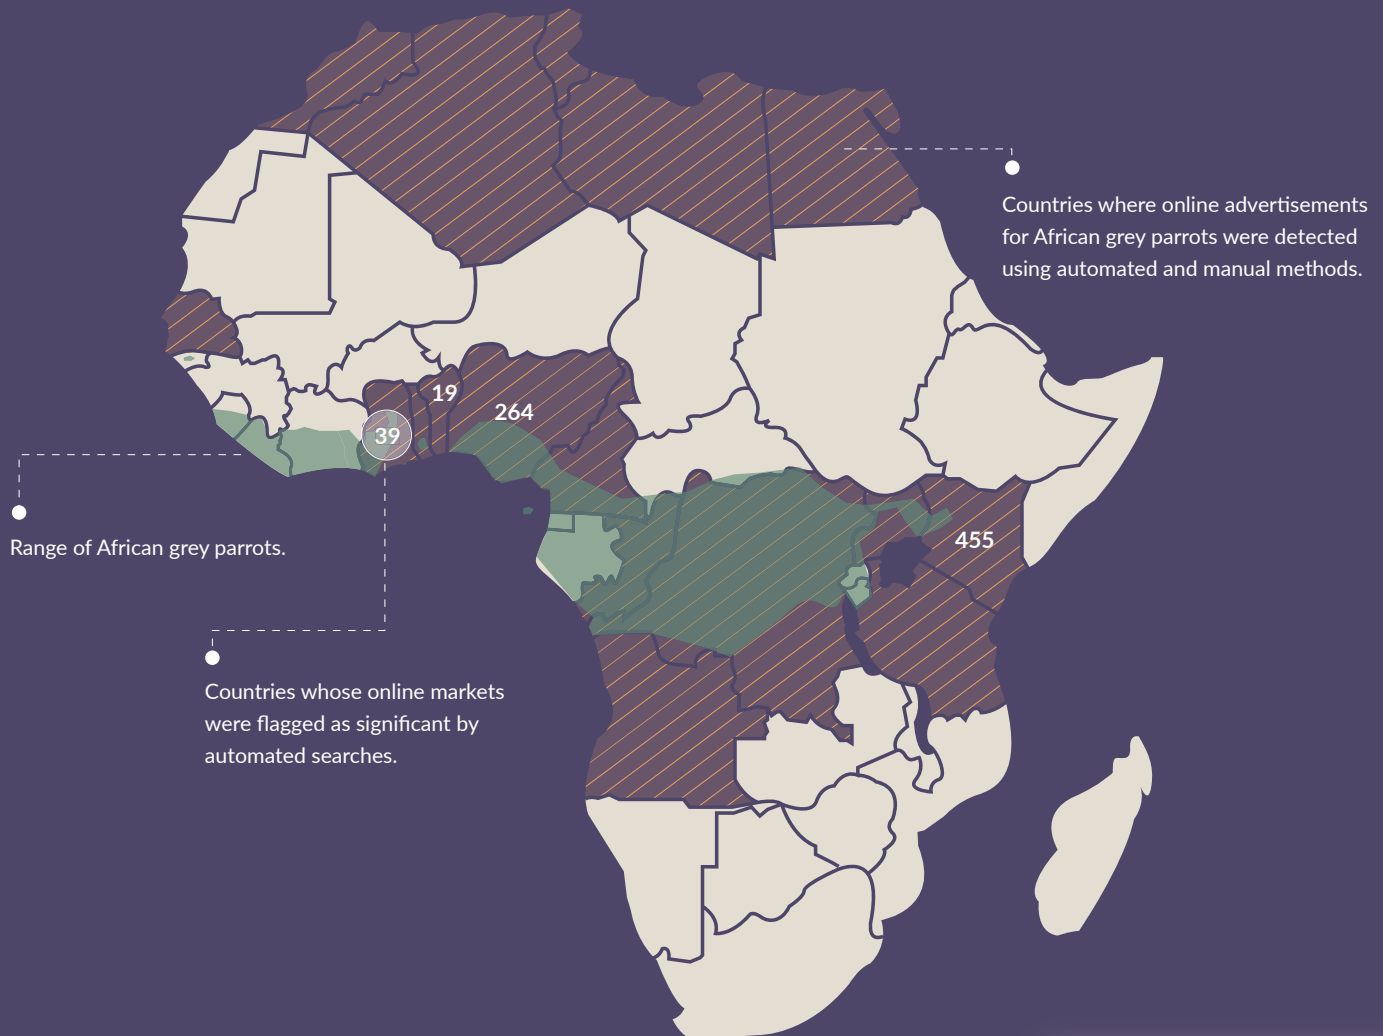 Countries where online advertisements
for African grey parrots were detected
using automated and manual methods.
19
264
39
455
Range of African grey parrots.
Countries whose online markets
were flagged as significant by
automated searches.